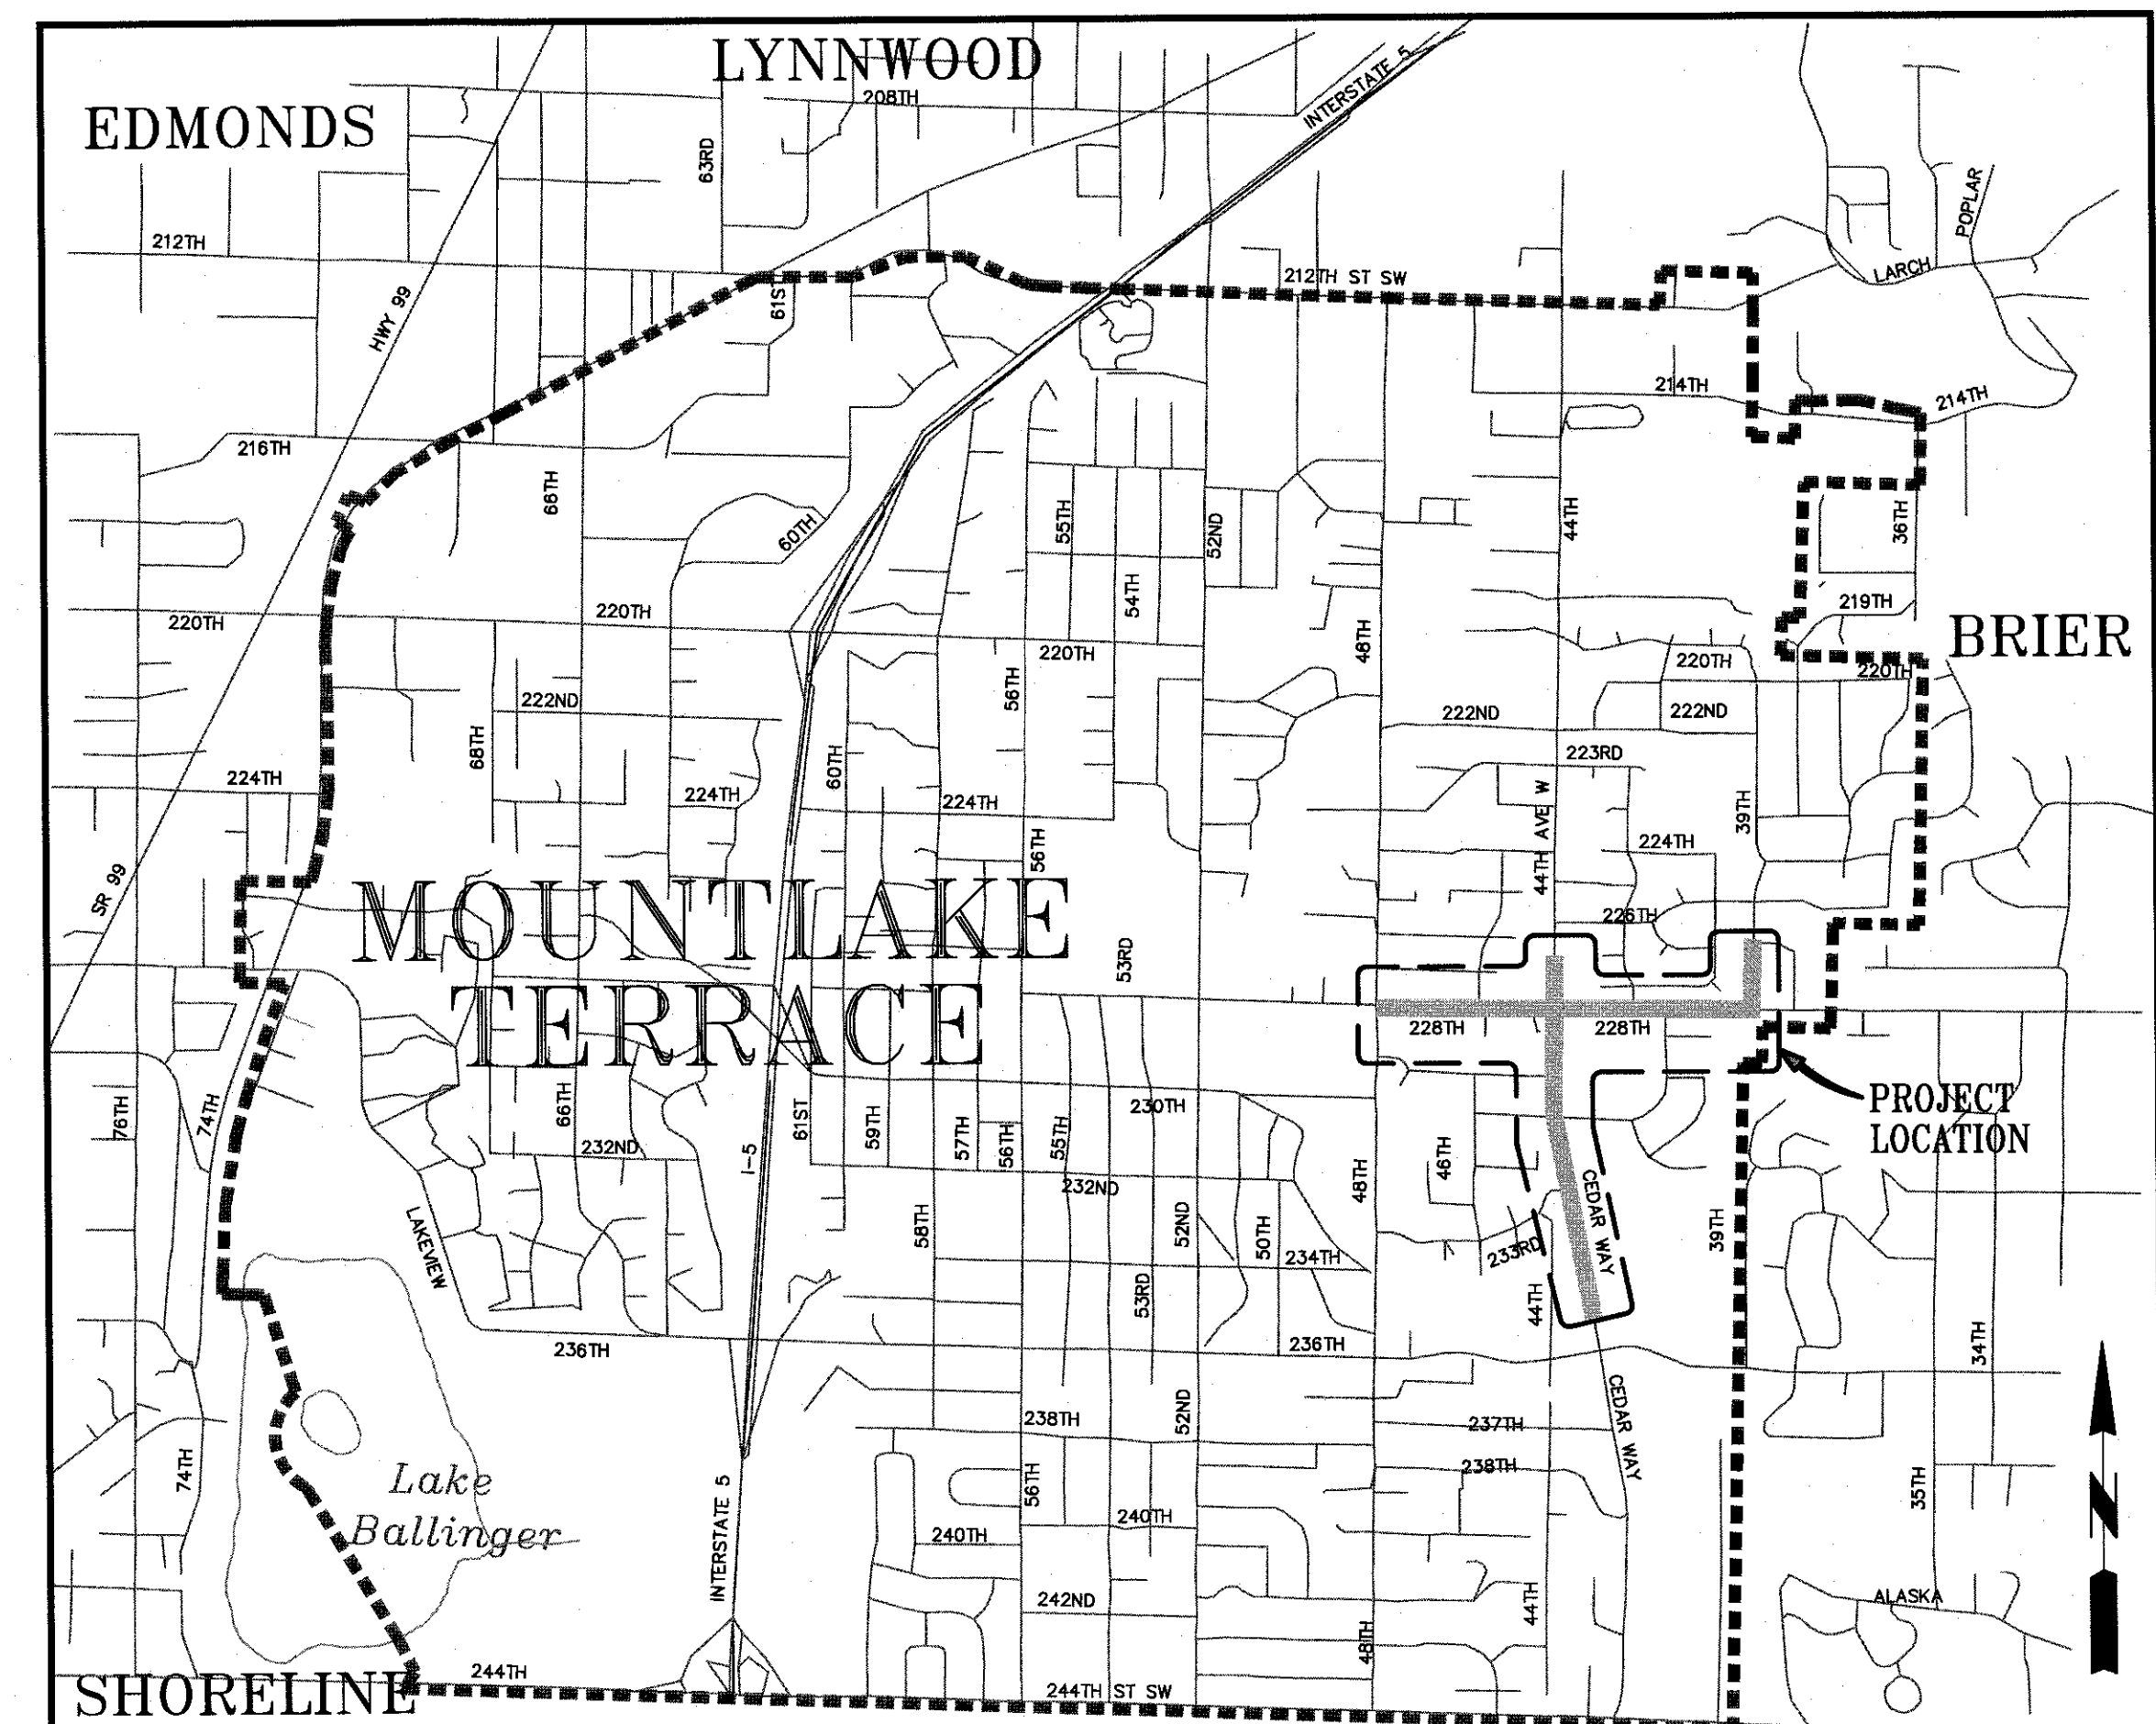 LYNNWOOD
EDMONDS
INTERSTATE 5
208TH
63RD
POPLAR
212TH
LARCH
212TH ST SW
61ST
HWY 99
214TH
214TH
216TH
66TH
60TH
55TH
52ND
44TH
36TH
54TH
219TH
220TH
220TH
220TH
48TH
BRIER
220TH
220TH
222ND
56TH
222ND
222ND
68TH
223RD
60TH
224TH
224TH
224TH
44TH AVE W
39TH
224TH
56TH
SR 99
MOUNTLAKE
TERRACE
226TH
53RD
228TH
228TH
PROJECT
LOCATION
76TH
74TH
66TH
61ST
59TH
57TH
56TH
55TH
230TH
232ND
I-5
232ND
48TH
46TH
CEDAR WAY
39TH
LAKEVIEW
58TH
52ND
50TH
234TH
233RD
53RD
44TH
236TH
236TH
34TH
238TH
52ND
237TH
CEDAR WAY
238TH
74TH
Lake
Ballinger
INTERSTATE 5
56TH
240TH
240TH
35TH
N
242ND
44TH
ALASKA
48TH
SHORELINE
244TH
244TH ST SW